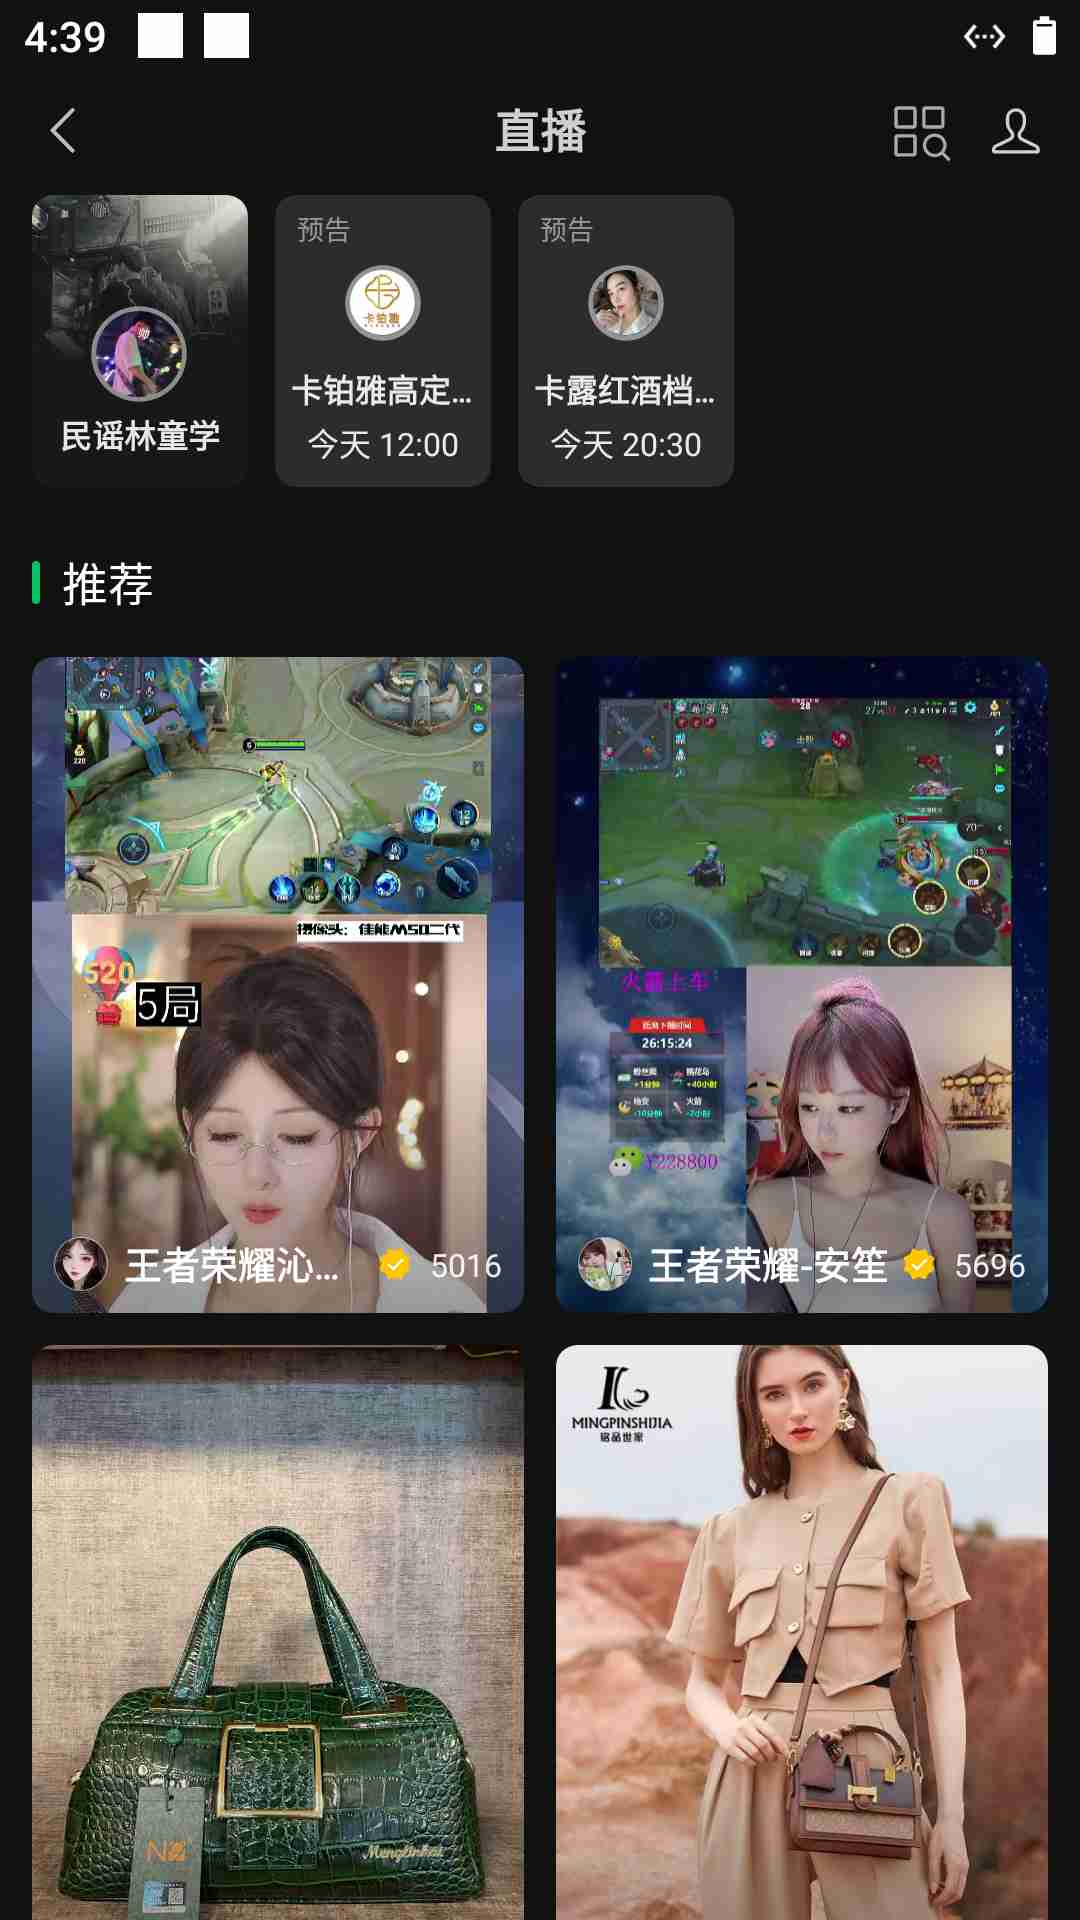 4:39
直播
预告
预告
民谣林童学
卡铂雅高定...
今天 12:00
卡露红酒档...
今天 20:30
推荐
摄像头：佳能M50二代
520
5局
火箭上车
26:15:24
¥228800
王者荣耀沁...
5016
王者荣耀-安笙
5696
MINGPINSHIJIA
铭品世家